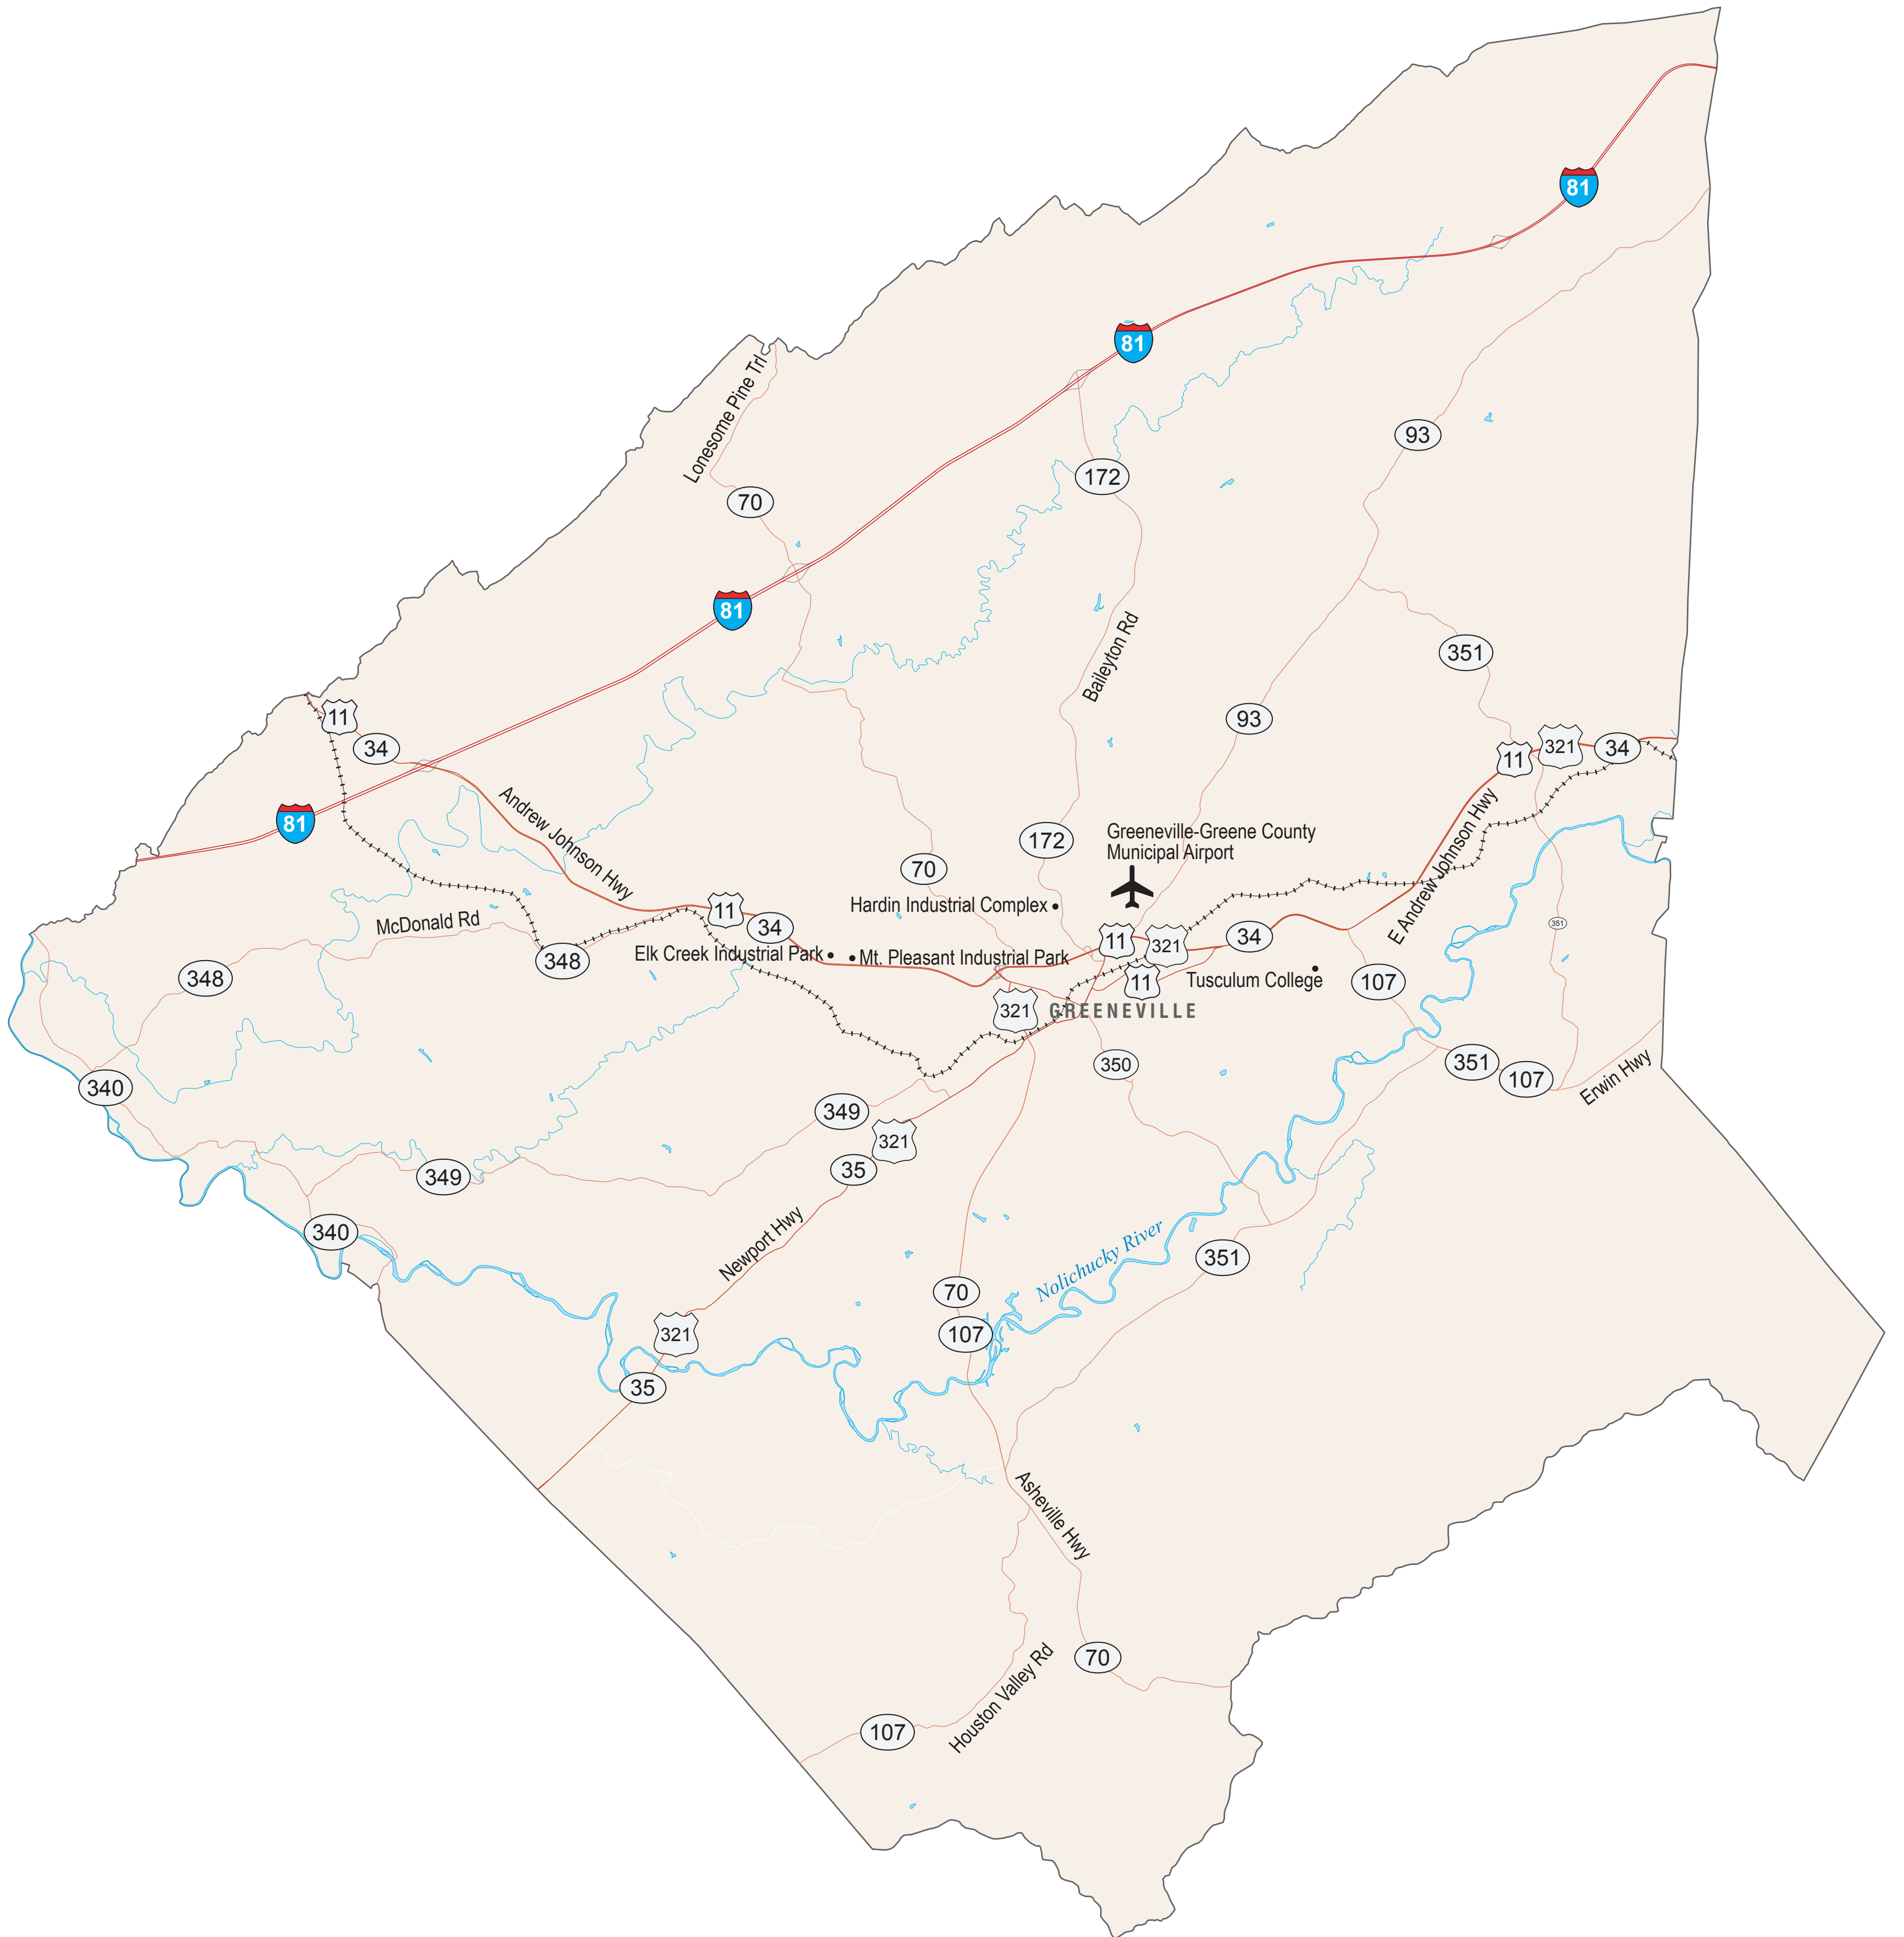 81
81
Lonesome Pine Trl
93
172
70
81
Baileyton Rd
351
11
93
34
11
321
34
81
Andrew Johnson Hwy
Greeneville-Greene County
Municipal Airport
172
70
E Andrew Johnson Hwy
Hardin Industrial Complex
McDonald Rd
11
34
351
11
321
34
348
Elk Creek Industrial Park
Mt. Pleasant Industrial Park
348
11
Tusculum College
107
321
GREENEVILLE
350
351
107
Erwin Hwy
340
349
321
35
349
340
Newport Hwy
Nolichucky River
351
70
321
107
35
Asheville Hwy
70
Houston Valley Rd
107